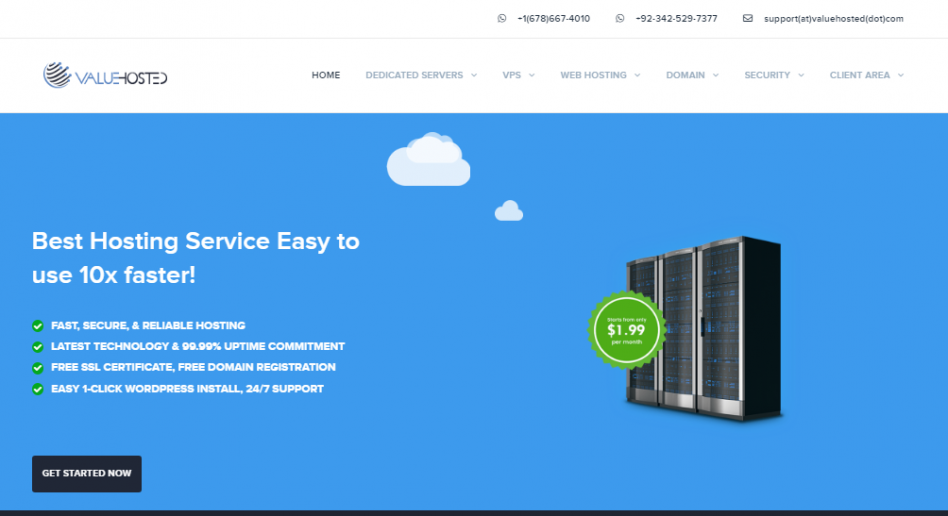 +1(678)667-4010
+92-342-529-7377
support(at)valuehosted(dot)com
VALUEHOSTED
HOME
DEDICATED SERVERS
VPS
WEB HOSTING
DOMAIN
SECURITY
CLIENT AREA
Best Hosting Service Easy to
use 10x faster!
FAST, SECURE, & RELIABLE HOSTING
LATEST TECHNOLOGY & 99.99% UPTIME COMMITMENT
FREE SSL CERTIFICATE, FREE DOMAIN REGISTRATION
EASY 1-CLICK WORDPRESS INSTALL, 24/7 SUPPORT
Starts from only
$1.99
per month
GET STARTED NOW